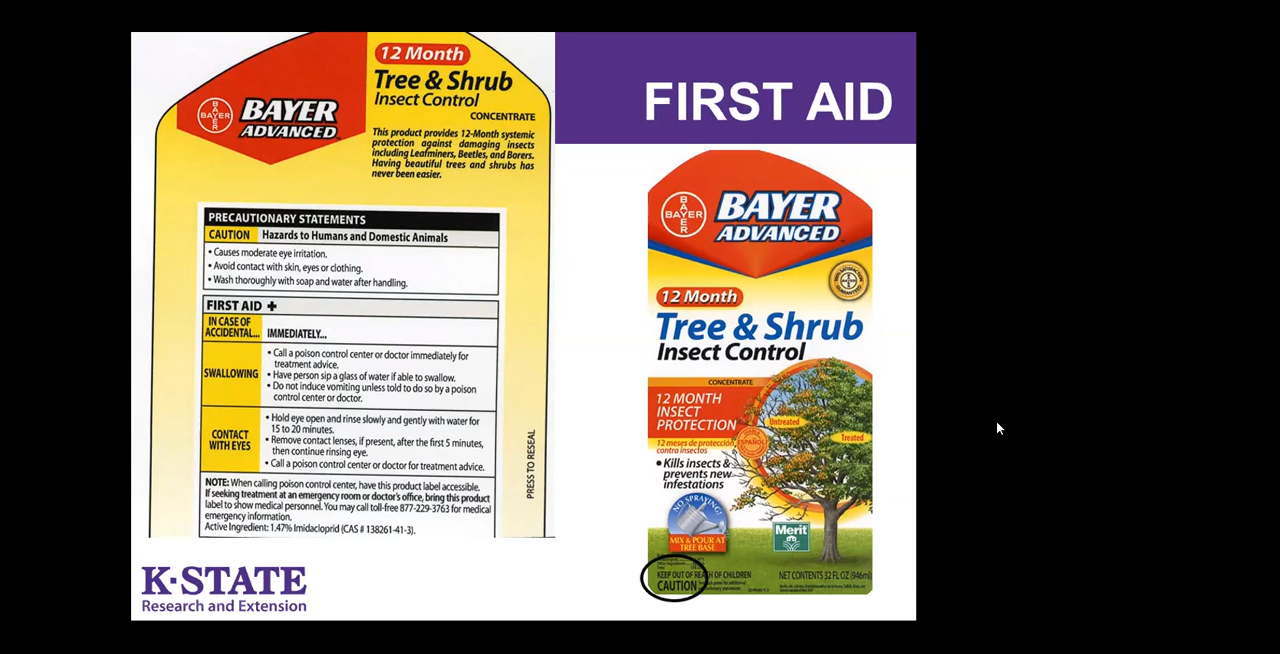 12 Month
Tree & Shrub
Insect Control
CONCENTRATE
BAYER
BAYER
BAYER
ADVANCED
This product provides 12-Month systemic
protection against damaging insects
including Leafminers, Beetles, and Borers.
Having beautiful trees and shrubs has
never been easier.
PRECAUTIONARY STATEMENTS
CAUTION Hazards to Humans and Domestic Animals
• Causes moderate eye irritation.
• Avoid contact with skin, eyes or clothing.
• Wash thoroughly with soap and water after handling.
FIRST AID +
IN CASE OF
ACCIDENTAL... IMMEDIATELY...
SWALLOWING
• Call a poison control center or doctor immediately for
treatment advice.
• Have person sip a glass of water if able to swallow.
• Do not induce vomiting unless told to do so by a poison
control center or doctor.
CONTACT
WITH EYES
• Hold eye open and rinse slowly and gently with water for
15 to 20 minutes.
• Remove contact lenses, if present, after the first 5 minutes,
then continue rinsing eye.
• Call a poison control center or doctor for treatment advice.
NOTE: When calling poison control center, have this product label accessible.
If seeking treatment at an emergency room or doctor's office, bring this product
label to show medical personnel. You may call toll-free 877-229-3763 for medical
emergency information.
Active Ingredient: 1.47% Imidacloprid (CAS # 138261-41-3).
PRESS TO RESEAL
K·STATE
Research and Extension
FIRST AID
BAYER
BAYER
BAYER
ADVANCED
12 Month
Tree & Shrub
Insect Control
CONCENTRATE
12 MONTH
INSECT
PROTECTION
12 meses de protección
contra insectos
ESPAÑOL
Untreated
Treated
• Kills insects &
prevents new
infestations
NO SPRAYING!
MIX & POUR AT
TREE BASE
Merit
KEEP OUT OF REACH OF CHILDREN
CAUTION
NET CONTENTS 32 FL OZ (946ml)